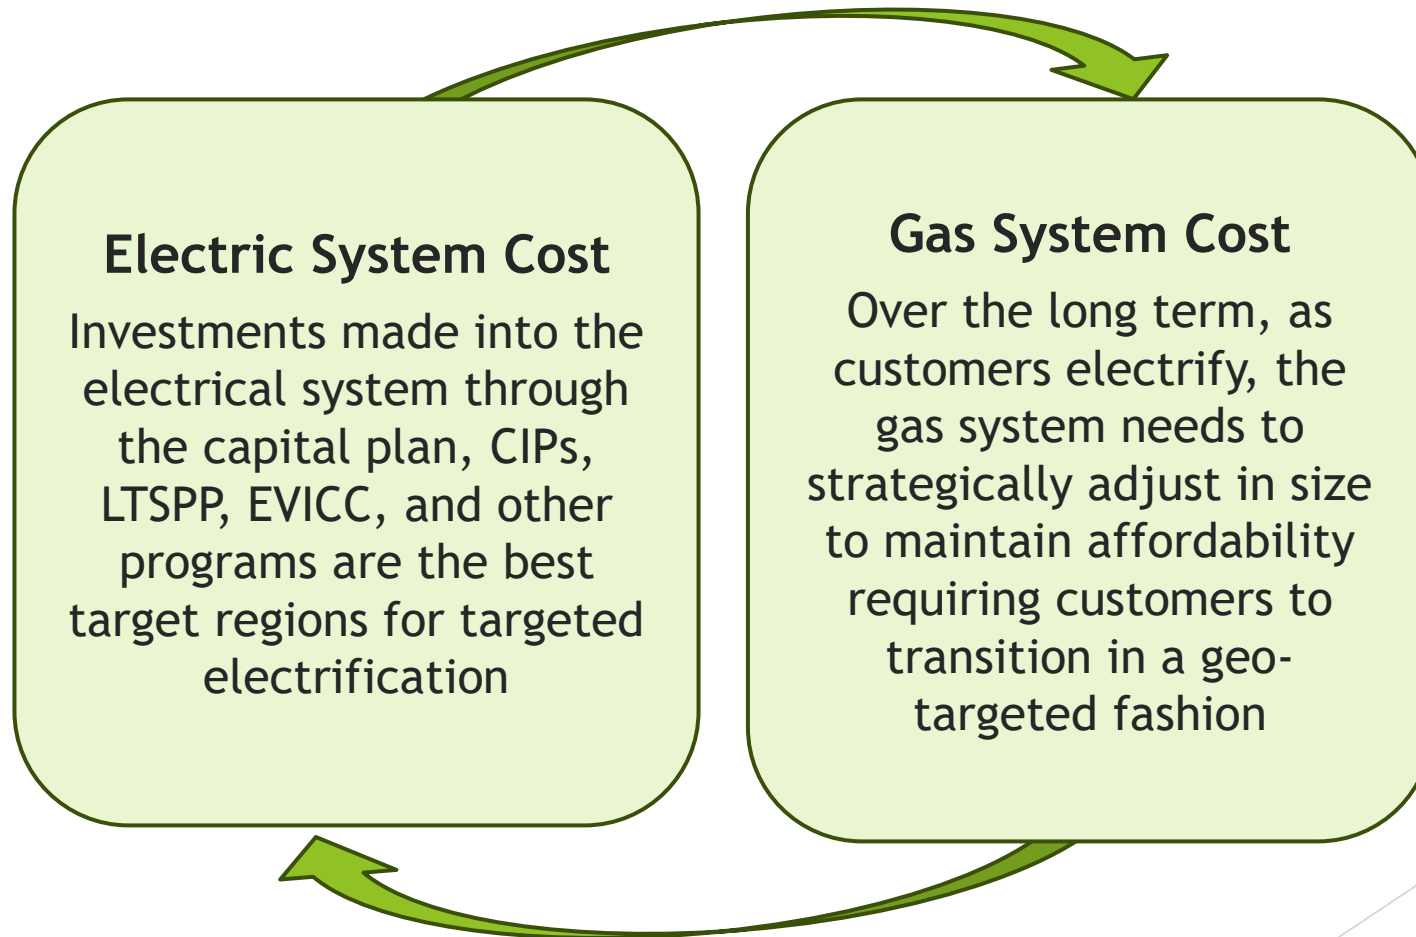 Electric System Cost
Investments made into the
electrical system through
the capital plan, CIPs,
LTSPP, EVICC, and other
programs are the best
target regions for targeted
electrification
Gas System Cost
Over the long term, as
customers electrify, the
gas system needs to
strategically adjust in size
to maintain affordability
requiring customers to
transition in a geo-
targeted fashion